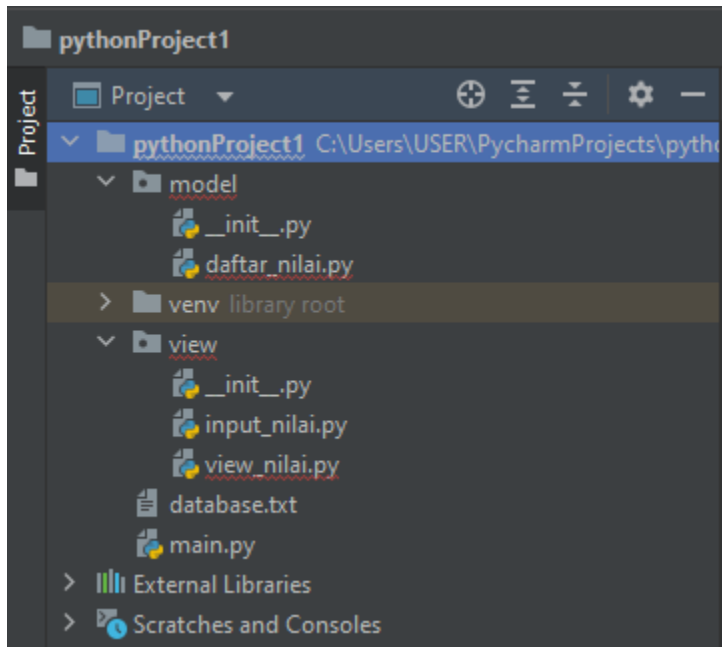 pythonProject1
Project
Project
pythonProject1 C:\Users\USER\PycharmProjects\pytho
model
__init__.py
daftar_nilai.py
venv library root
view
__init__.py
input_nilai.py
view_nilai.py
database.txt
main.py
External Libraries
Scratches and Consoles